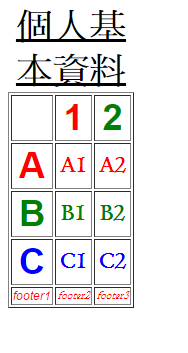 個人基
本資料
1 2
A A1 A2
B B1 B2
C C1 C2
footer1 footer2 footer3